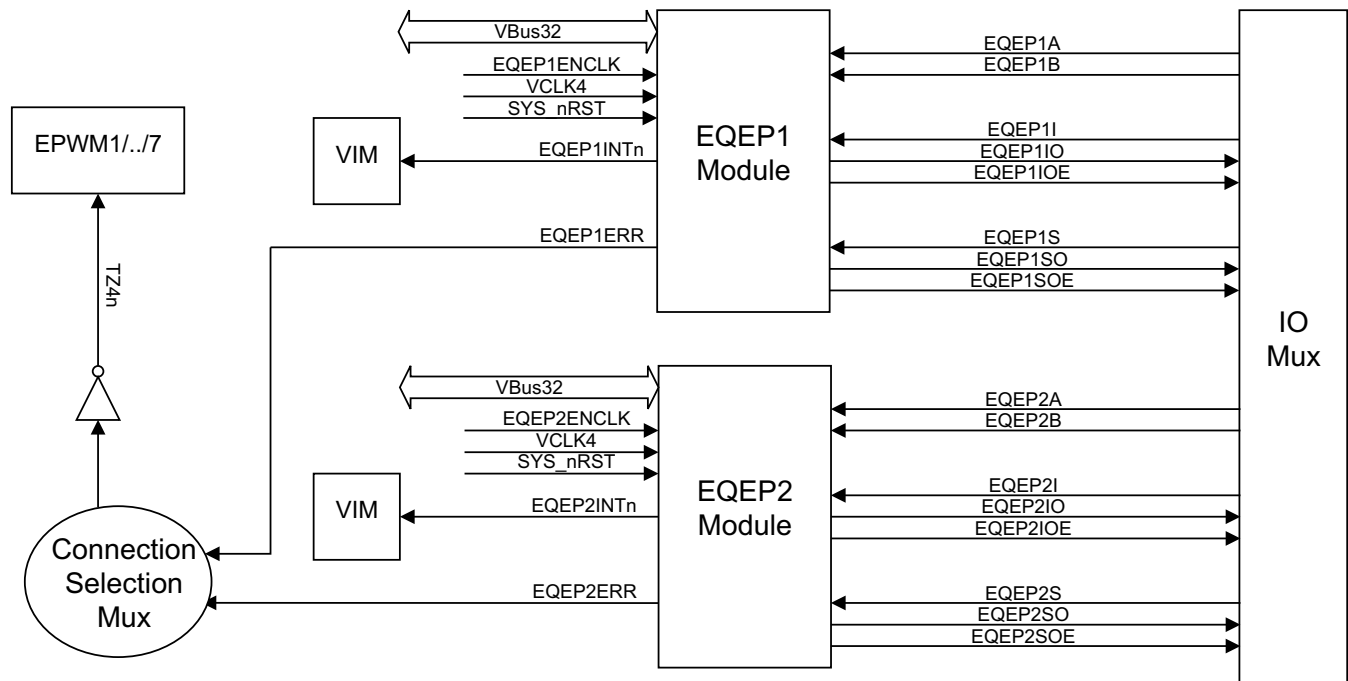 VBus32
EQEP1ENCLK
VCLK4
SYS_nRST
EQEP1INTn
EQEP1ERR
EPWM1/../7
VIM
TZ4n
EQEP1
Module
EQEP1A
EQEP1B
EQEP1I
EQEP1IO
EQEP1IOE
EQEP1S
EQEP1SO
EQEP1SOE
IO
Mux
VBus32
EQEP2ENCLK
VCLK4
SYS_nRST
VIM
EQEP2INTn
EQEP2ERR
Connection
Selection
Mux
EQEP2
Module
EQEP2A
EQEP2B
EQEP2I
EQEP2IO
EQEP2IOE
EQEP2S
EQEP2SO
EQEP2SOE